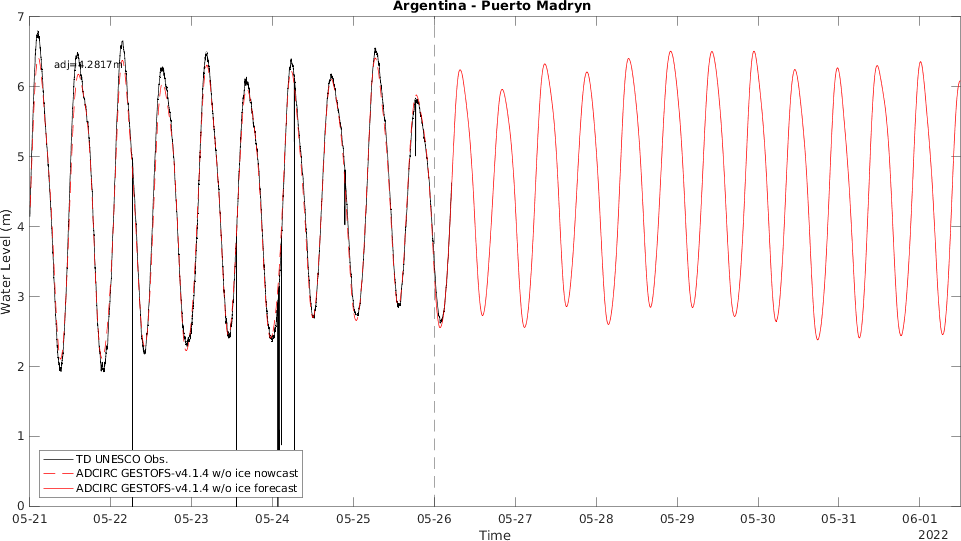 Argentina - Puerto Madryn
7
6
5
4
3
2
1
0
Water Level (m)
adj=4.2817m
TD UNESCO Obs.
ADCIRC GESTOFS-v4.1.4 w/o ice nowcast
ADCIRC GESTOFS-v4.1.4 w/o ice forecast
05-21 05-22 05-23 05-24 05-25 05-26 05-27 05-28 05-29 05-30 05-31 06-01
Time
2022